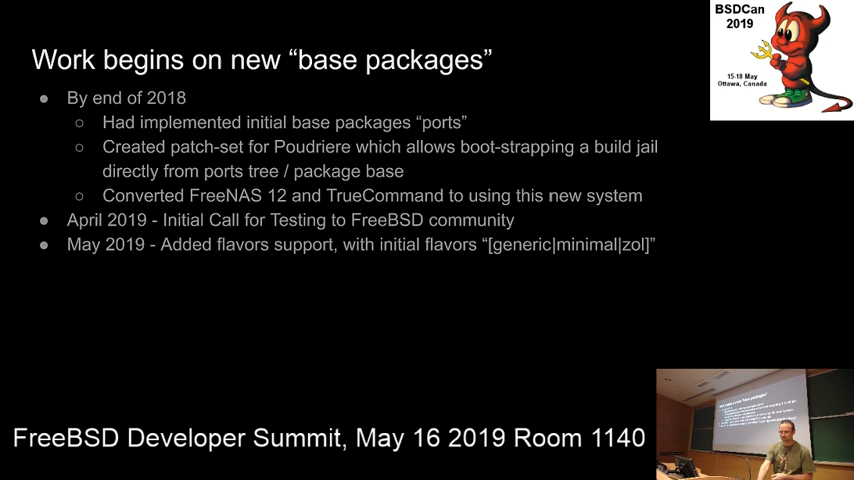 BSDCan
2019
15-18 May
Ottawa, Canada
Work begins on new “base packages”
● By end of 2018
○ Had implemented initial base packages “ports”
○ Created patch-set for Poudriere which allows boot-strapping a build jail
directly from ports tree / package base
○ Converted FreeNAS 12 and TrueCommand to using this new system
● April 2019 - Initial Call for Testing to FreeBSD community
● May 2019 - Added flavors support, with initial flavors “[generic|minimal|zol]”
FreeBSD Developer Summit, May 16 2019 Room 1140